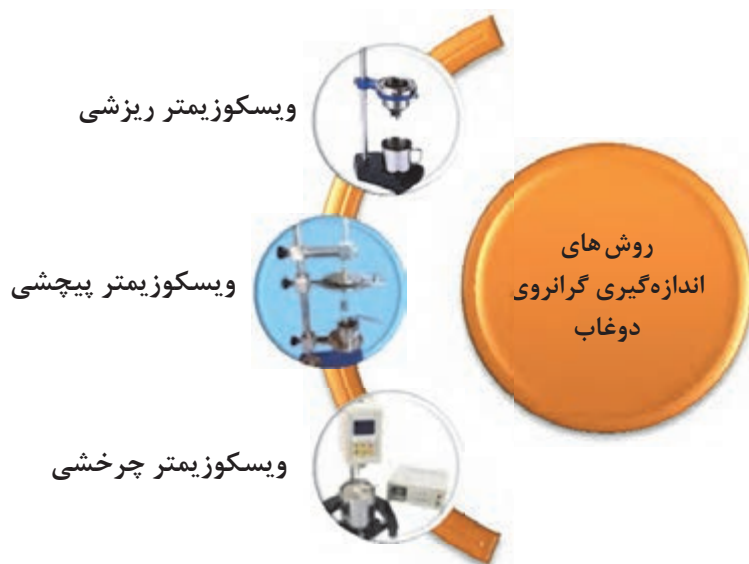 روش‌های
اندازه‌گیری گرانروی
دوغاب
ویسکوزیمتر ریزشی
ویسکوزیمتر پیچشی
ویسکوزیمتر چرخشی